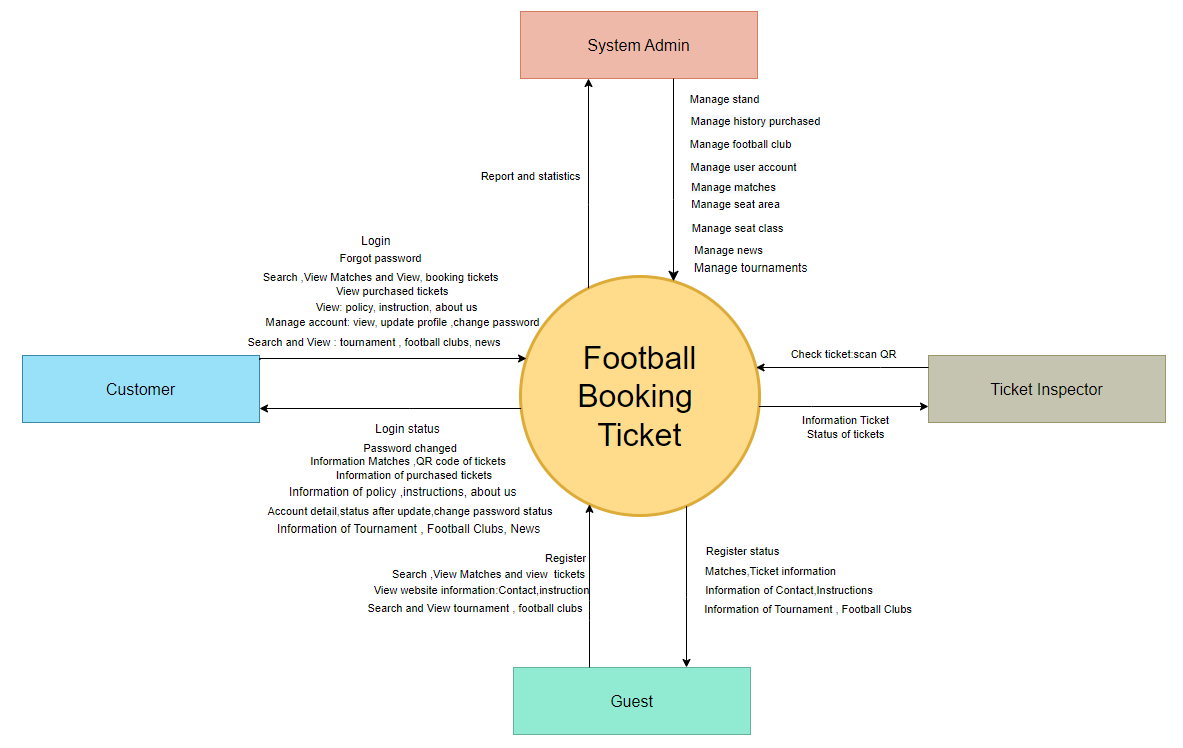 System Admin
Manage stand
Manage history purchased
Manage football club
Manage user account
Manage matches
Manage seat area
Manage seat class
Manage news
Manage tournaments
Report and statistics
Login
Forgot password
Search ,View Matches and View, booking tickets
View purchased tickets
View: policy, instruction, about us
Manage account: view, update profile ,change password
Search and View : tournament , football clubs, news
Customer
Football
Booking
Ticket
Check ticket:scan QR
Ticket Inspector
Information Ticket
Status of tickets
Login status
Password changed
Information Matches ,QR code of tickets
Information of purchased tickets
Information of policy ,instructions, about us
Account detail,status after update,change password status
Information of Tournament , Football Clubs, News
Register
Search ,View Matches and view tickets
View website information:Contact,instruction
Search and View tournament , football clubs
Register status
Matches,Ticket information
Information of Contact,Instructions
Information of Tournament , Football Clubs
Guest